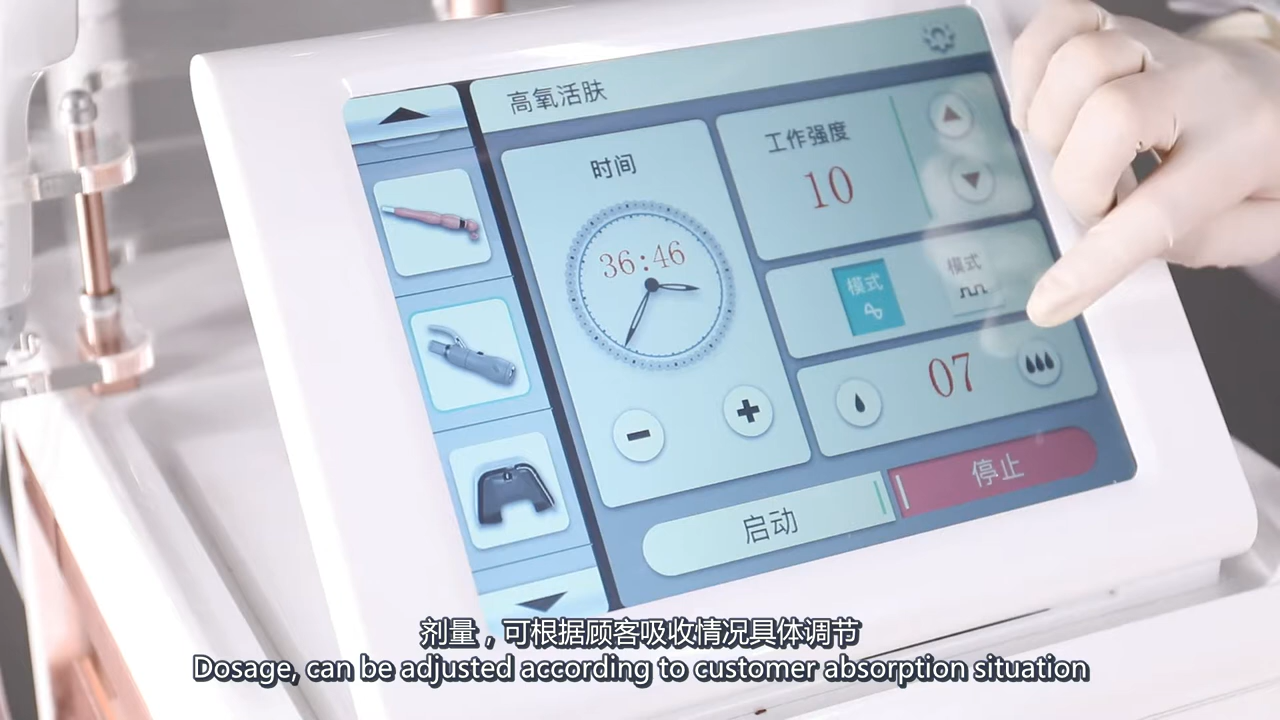 高氧活肤
时间
36:46
工作强度
10
模式
模式
07
启动
停止
剂量，可根据顾客吸收情况具体调节
Dosage, can be adjusted according to customer absorption situation